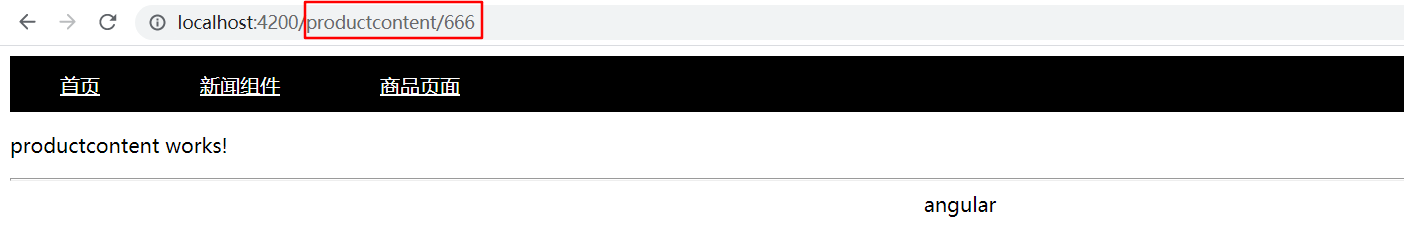 localhost:4200/productcontent/666
首页 新闻组件 商品页面
productcontent works!
angular